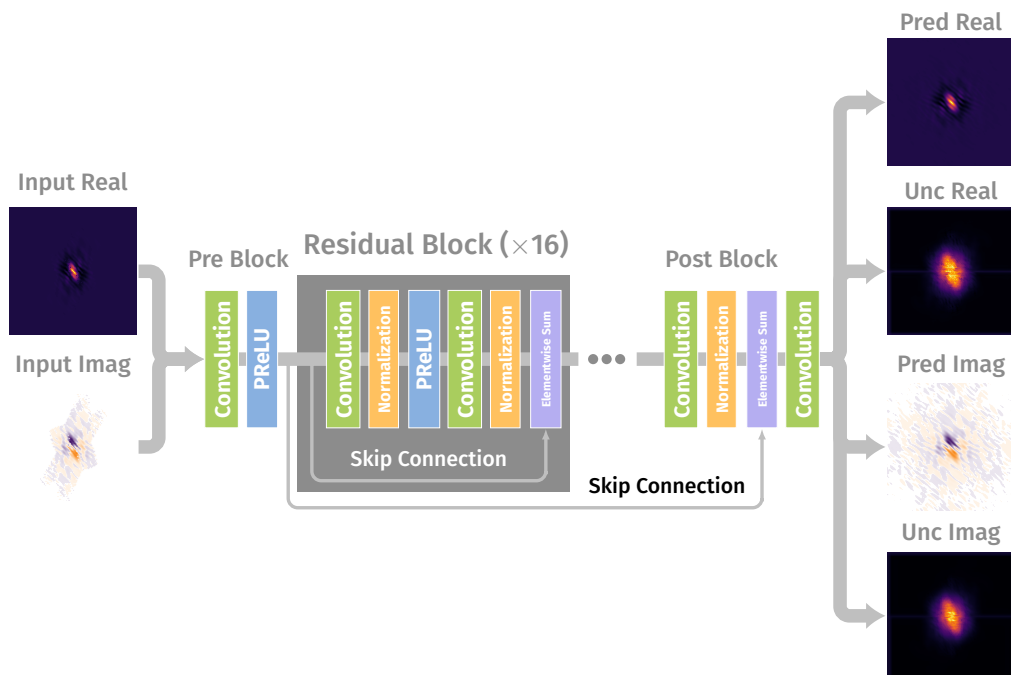 Input Real
Input Imag
Pre Block
Convolution
PReLU
Residual Block (×16)
Convolution
Normalization
PReLU
Convolution
Normalization
Elementwise Sum
Skip Connection
Skip Connection
Post Block
Convolution
Normalization
Elementwise Sum
Convolution
Pred Real
Unc Real
Pred Imag
Unc Imag